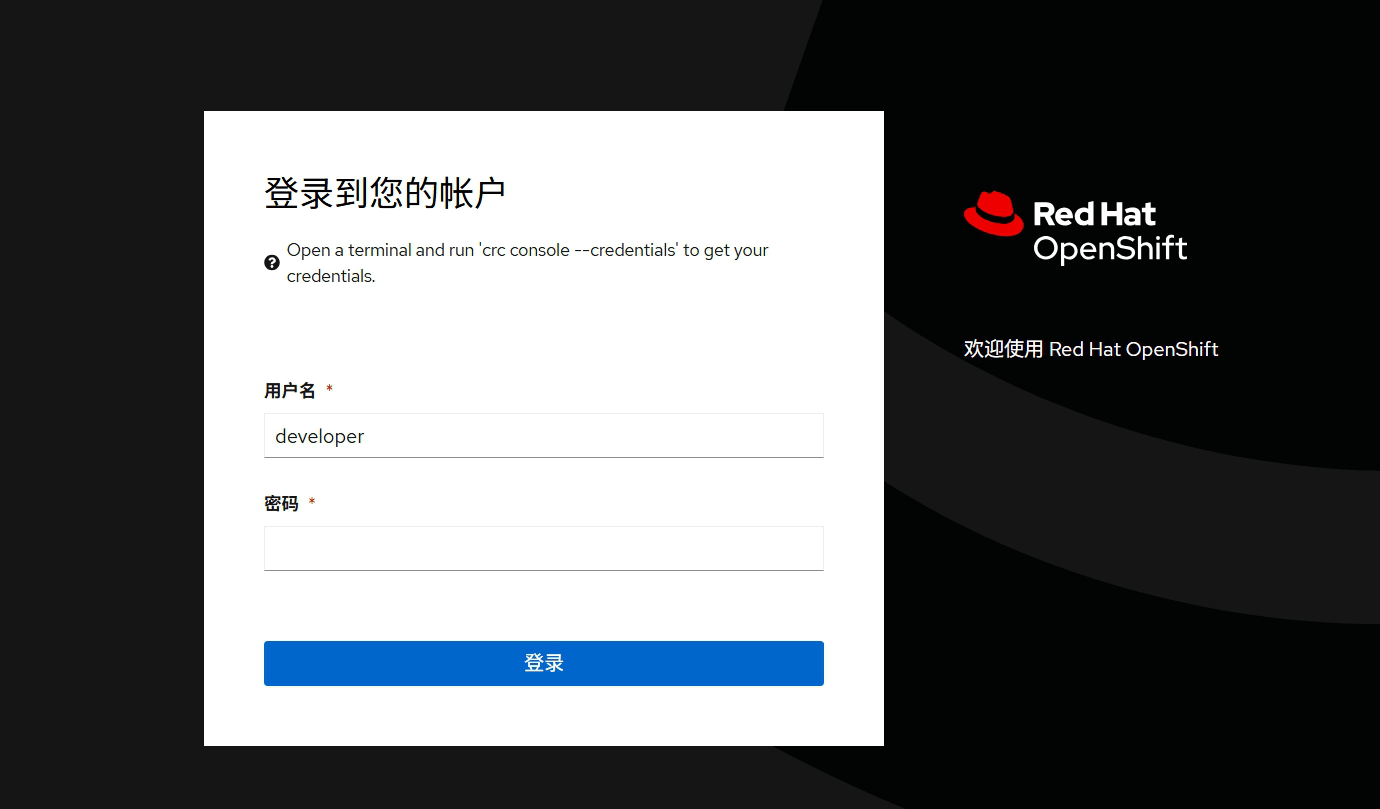 登录到您的帐户
Open a terminal and run 'crc console --credentials' to get your
credentials.
用户名 *
developer
密码 *
登录
Red Hat
OpenShift
欢迎使用 Red Hat OpenShift